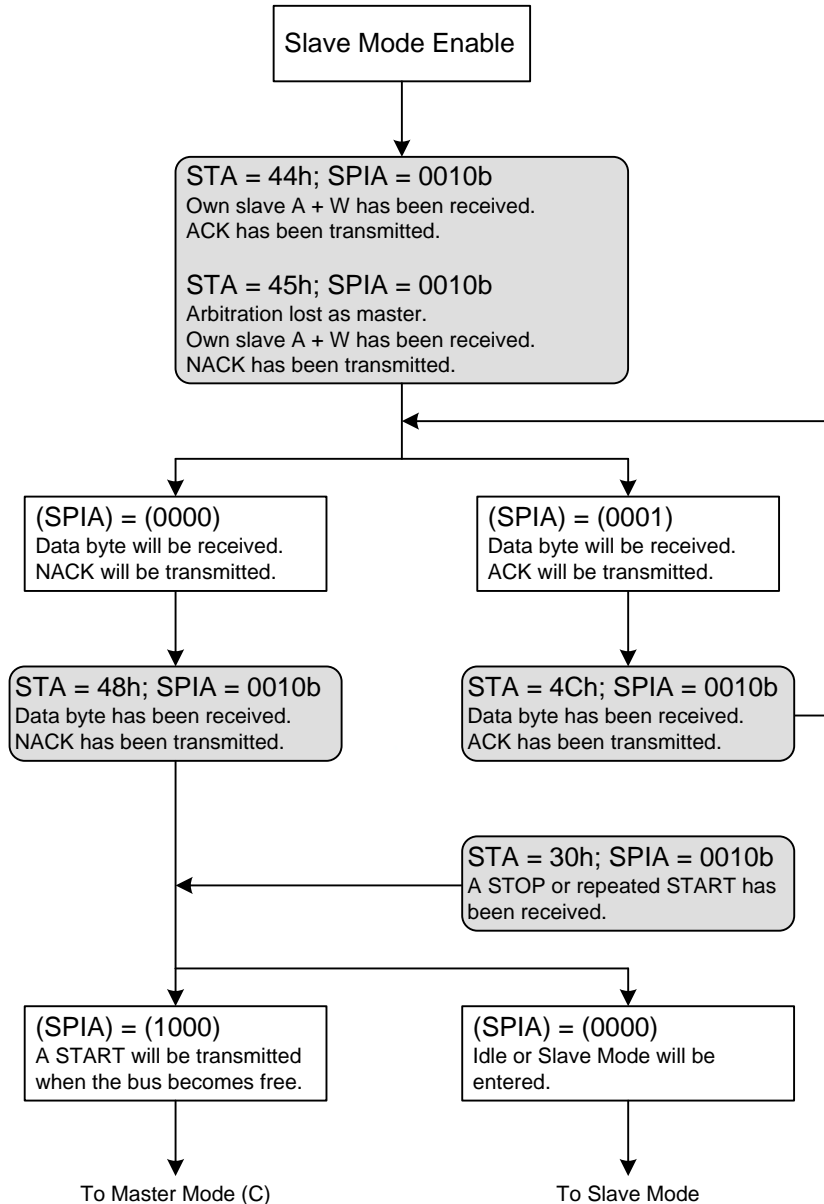 Slave Mode Enable
STA = 44h; SPIA = 0010b
Own slave A + W has been received.
ACK has been transmitted.
STA = 45h; SPIA = 0010b
Arbitration lost as master.
Own slave A + W has been received.
NACK has been transmitted.
(SPIA) = (0000)
Data byte will be received.
NACK will be transmitted.
(SPIA) = (0001)
Data byte will be received.
ACK will be transmitted.
STA = 48h; SPIA = 0010b
Data byte has been received.
NACK has been transmitted.
STA = 4Ch; SPIA = 0010b
Data byte has been received.
ACK has been transmitted.
STA = 30h; SPIA = 0010b
A STOP or repeated START has
been received.
(SPIA) = (1000)
A START will be transmitted
when the bus becomes free.
(SPIA) = (0000)
Idle or Slave Mode will be
entered.
To Master Mode (C)
To Slave Mode